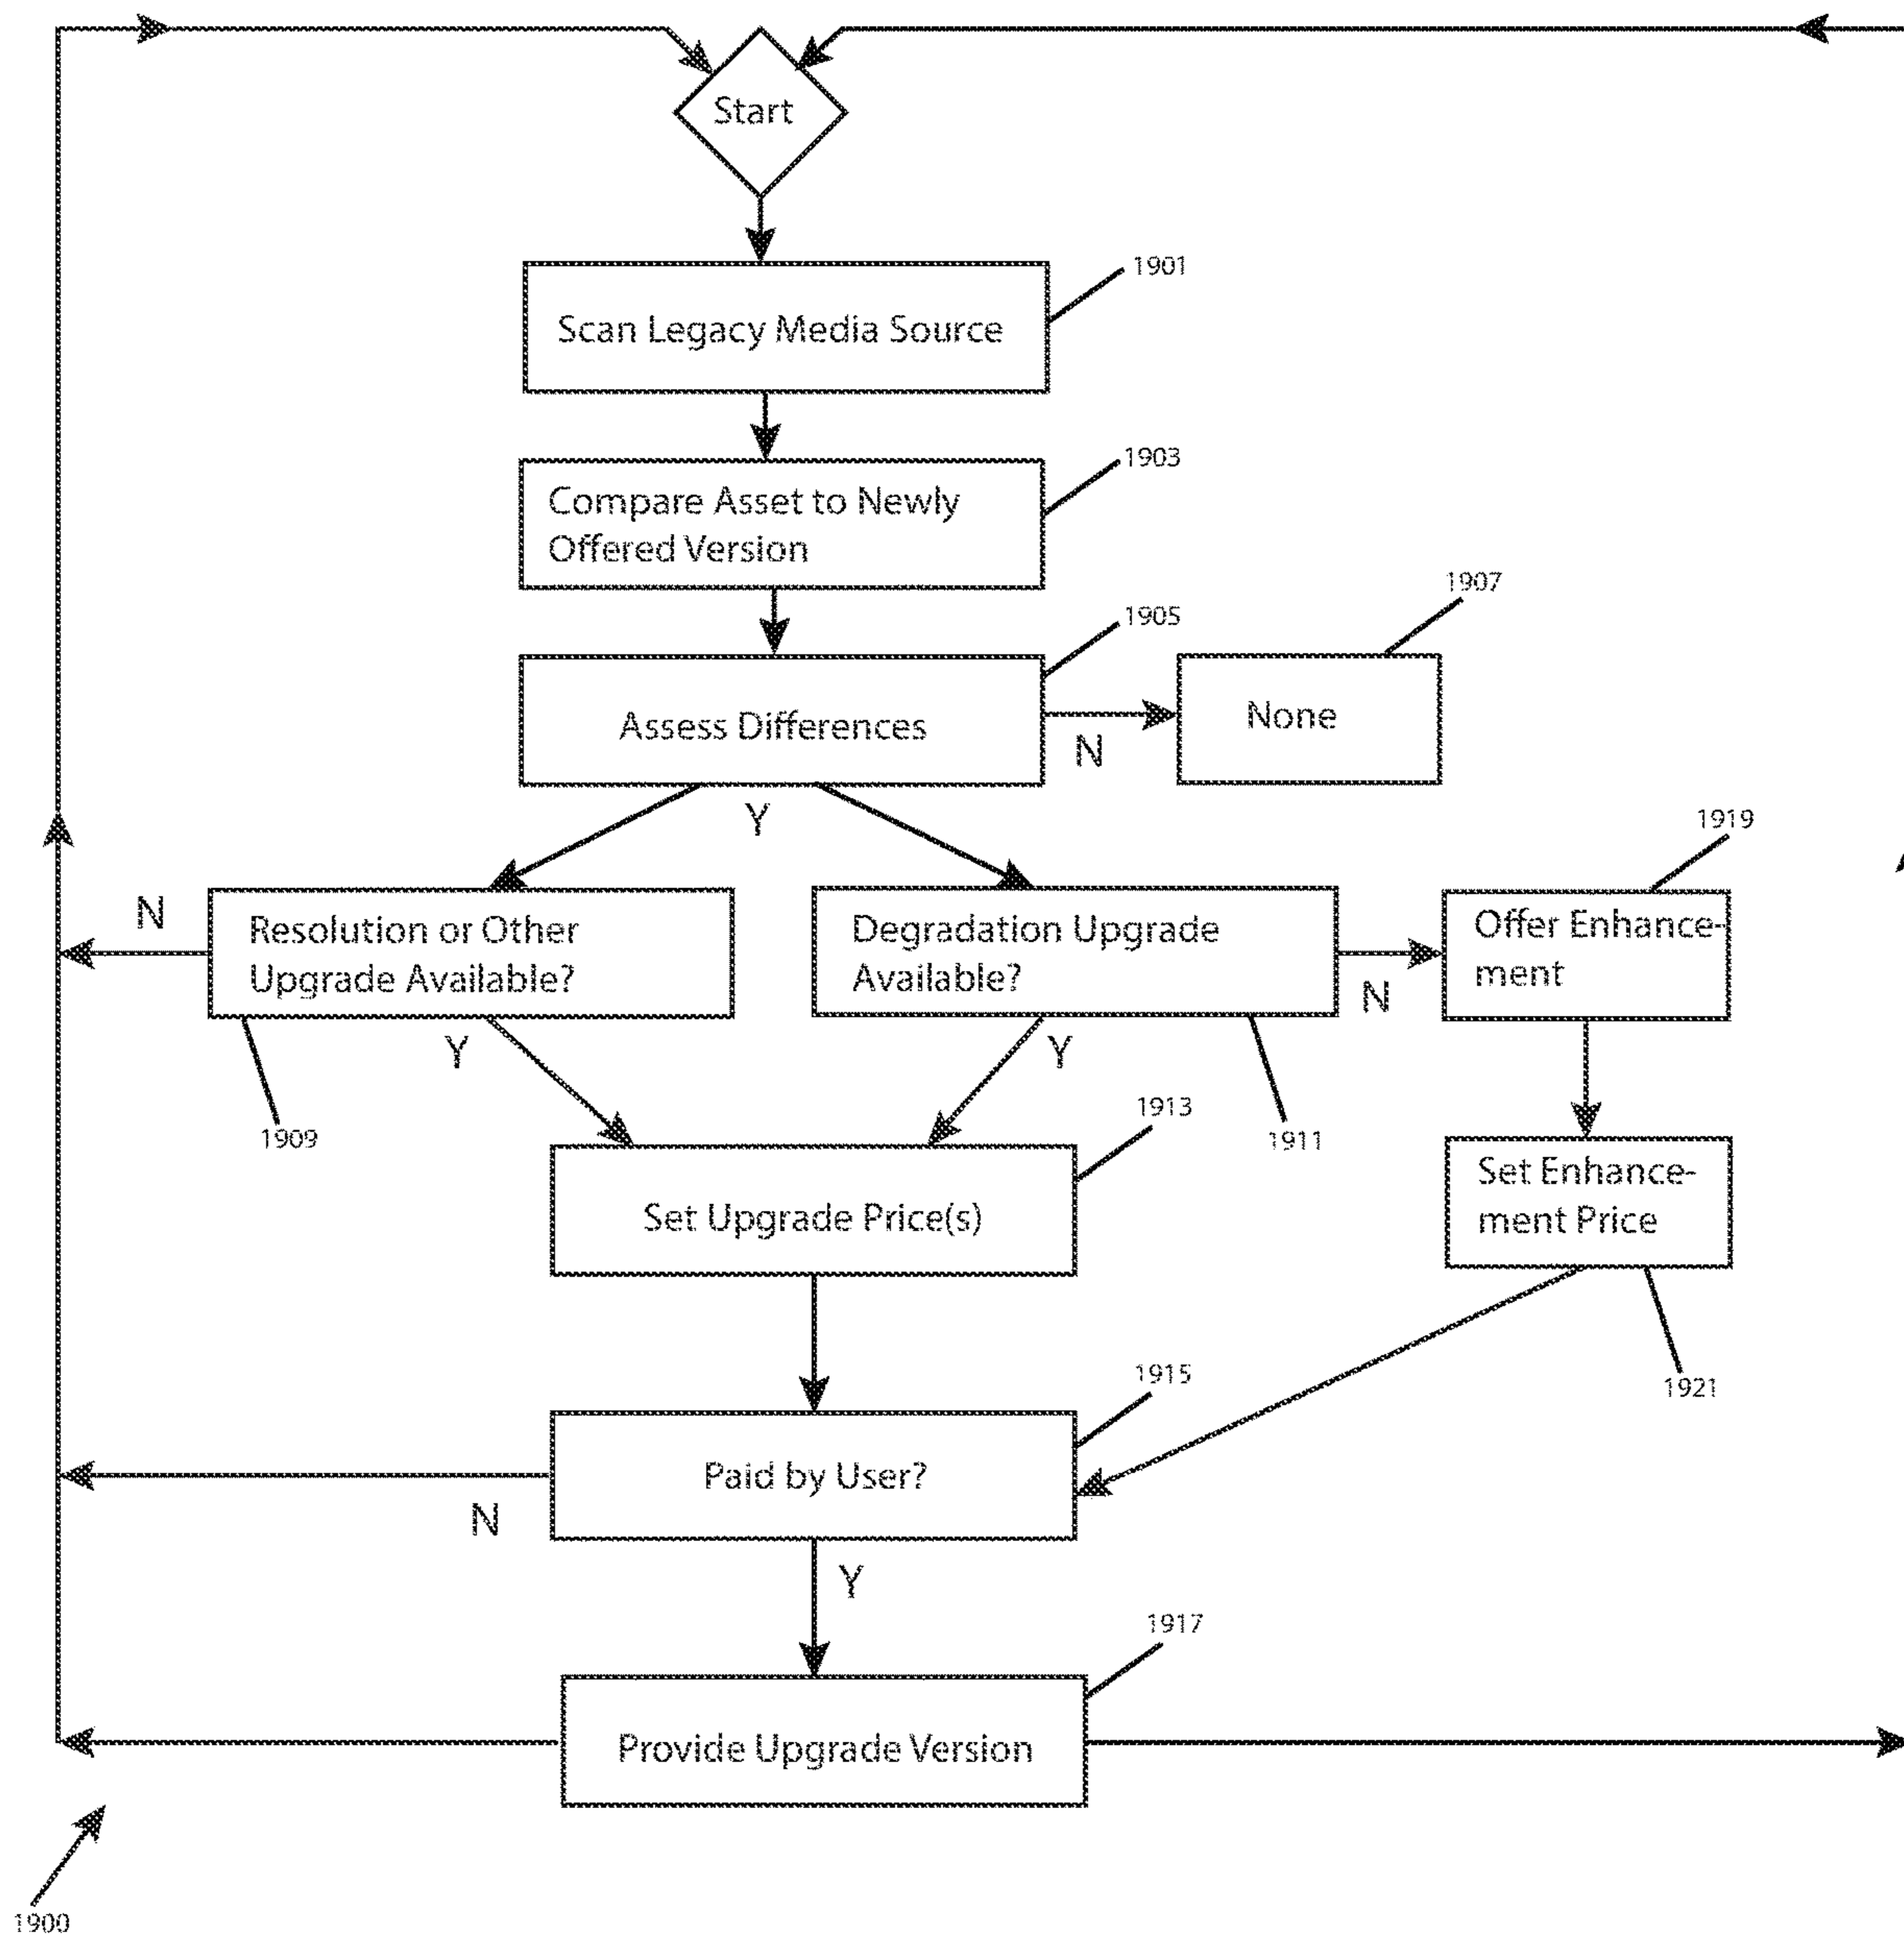 Start
1901
Scan Legacy Media Source
1903
Compare Asset to Newly
Offered Version
1905
1907
Assess Differences
None
N
Y
1919
N
Resolution or Other
Upgrade Available?
Degradation Upgrade
Available?
Offer Enhance-
ment
N
Y
Y
1909
1913
1911
Set Upgrade Price(s)
Set Enhance-
ment Price
1915
1921
Paid by User?
N
Y
1917
Provide Upgrade Version
1900